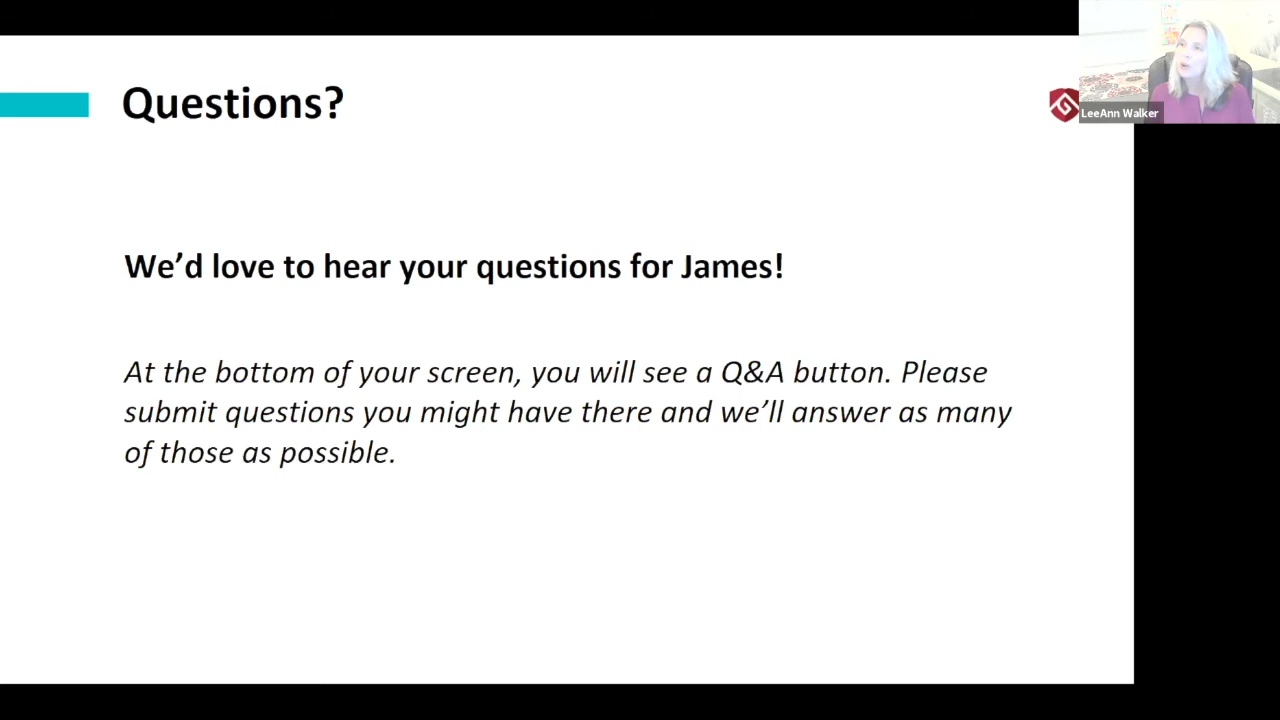 Questions?
LeeAnn Walker
We’d love to hear your questions for James!
At the bottom of your screen, you will see a Q&A button. Please
submit questions you might have there and we’ll answer as many
of those as possible.